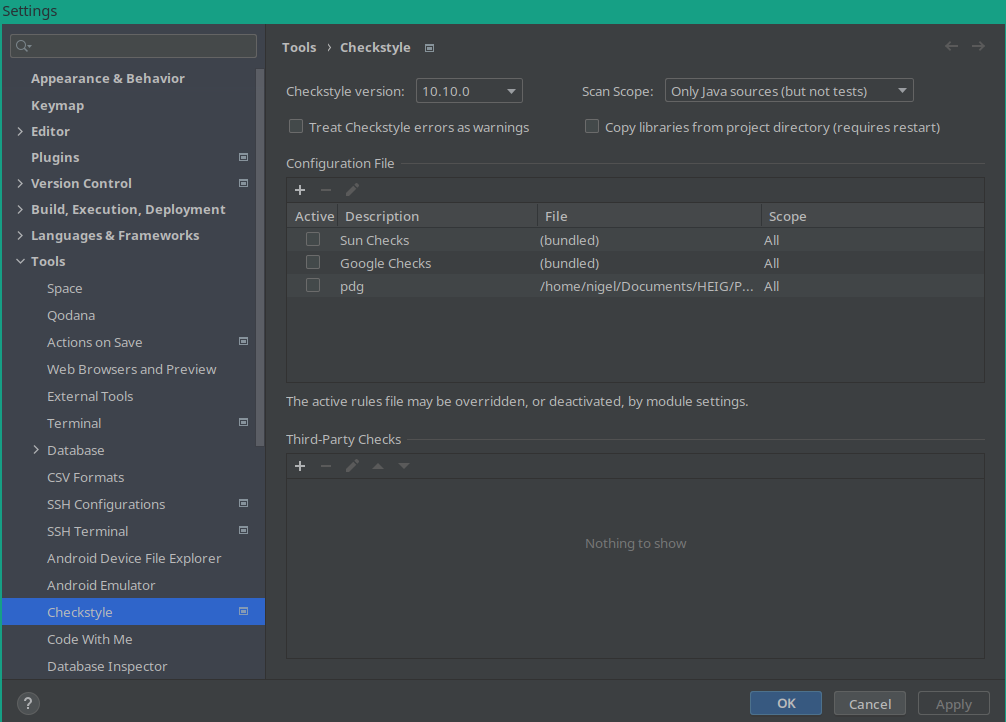 Settings
Appearance & Behavior
Keymap
Editor
Plugins
Version Control
Build, Execution, Deployment
Languages & Frameworks
Tools
Space
Qodana
Actions on Save
Web Browsers and Preview
External Tools
Terminal
Database
CSV Formats
SSH Configurations
SSH Terminal
Android Device File Explorer
Android Emulator
Checkstyle
Code With Me
Database Inspector
Tools › Checkstyle
Checkstyle version: 10.10.0 Scan Scope: Only Java sources (but not tests)
Treat Checkstyle errors as warnings Copy libraries from project directory (requires restart)
Configuration File
Active Description File Scope
Sun Checks (bundled) All
Google Checks (bundled) All
pdg /home/nigel/Documents/HEIG/P... All
The active rules file may be overridden, or deactivated, by module settings.
Third-Party Checks
Nothing to show
? OK Cancel Apply